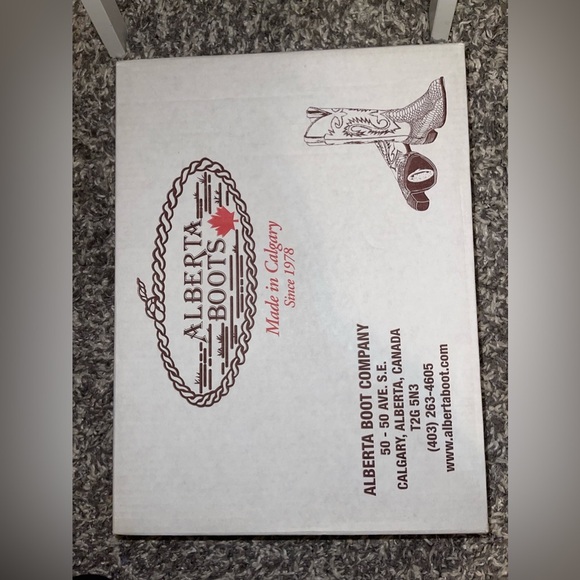 ALBERTA
BOOTS
Made in Calgary
Since 1978
ALBERTA BOOT COMPANY
50 - 50 AVE. S.E.
CALGARY, ALBERTA, CANADA
T2G 5N3
(403) 263-4605
www.albertaboot.com